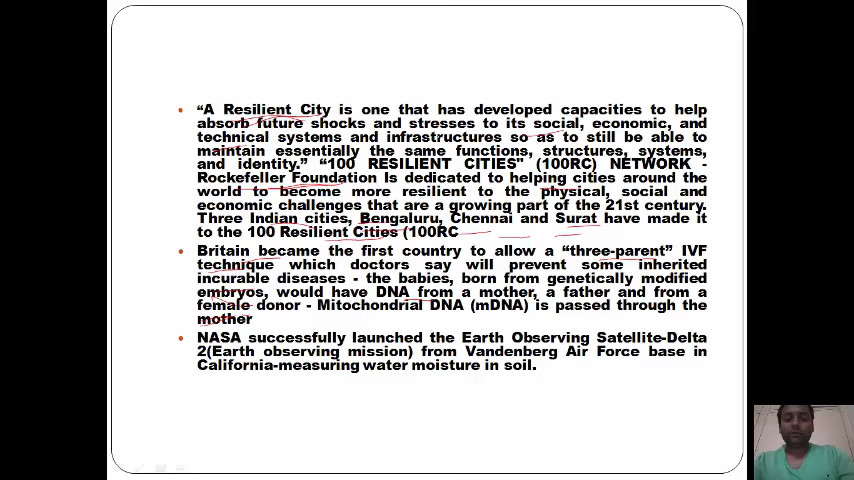 • "A Resilient City is one that has developed capacities to help
absorb future shocks and stresses to its social, economic, and
technical systems and infrastructures so as to still be able to
maintain essentially the same functions, structures, systems,
and identity." "100 RESILIENT CITIES" (100RC) NETWORK -
Rockefeller Foundation Is dedicated to helping cities around the
world to become more resilient to the physical, social and
economic challenges that are a growing part of the 21st century.
Three Indian cities, Bengaluru, Chennai and Surat have made it
to the 100 Resilient Cities (100RC
• Britain became the first country to allow a "three-parent" IVF
technique which doctors say will prevent some inherited
incurable diseases - the babies, born from genetically modified
embryos, would have DNA from a mother, a father and from a
female donor - Mitochondrial DNA (mDNA) is passed through the
mother
• NASA successfully launched the Earth Observing Satellite-Delta
2(Earth observing mission) from Vandenberg Air Force base in
California-measuring water moisture in soil.